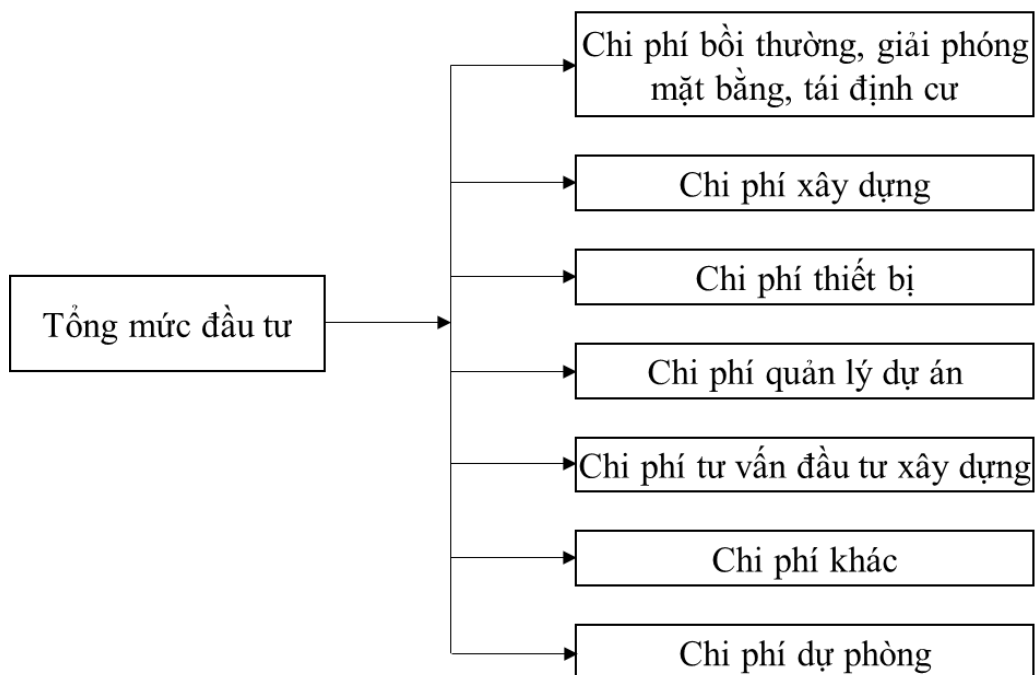 Tổng mức đầu tư
Chi phí bồi thường, giải phóng
mặt bằng, tái định cư
Chi phí xây dựng
Chi phí thiết bị
Chi phí quản lý dự án
Chi phí tư vấn đầu tư xây dựng
Chi phí khác
Chi phí dự phòng